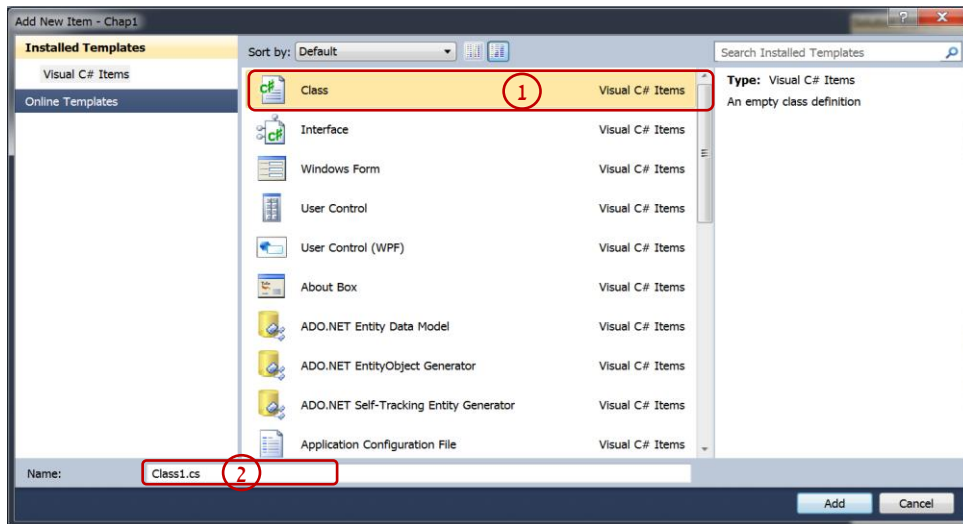 Add New Item - Chap1
Installed Templates
Visual C# Items
Online Templates
Sort by: Default
Search Installed Templates
Class 1 Visual C# Items
Interface Visual C# Items
Windows Form Visual C# Items
User Control Visual C# Items
User Control (WPF) Visual C# Items
About Box Visual C# Items
ADO.NET Entity Data Model Visual C# Items
ADO.NET EntityObject Generator Visual C# Items
ADO.NET Self-Tracking Entity Generator Visual C# Items
Application Configuration File Visual C# Items
Type: Visual C# Items
An empty class definition
Name: Class1.cs 2
Add Cancel